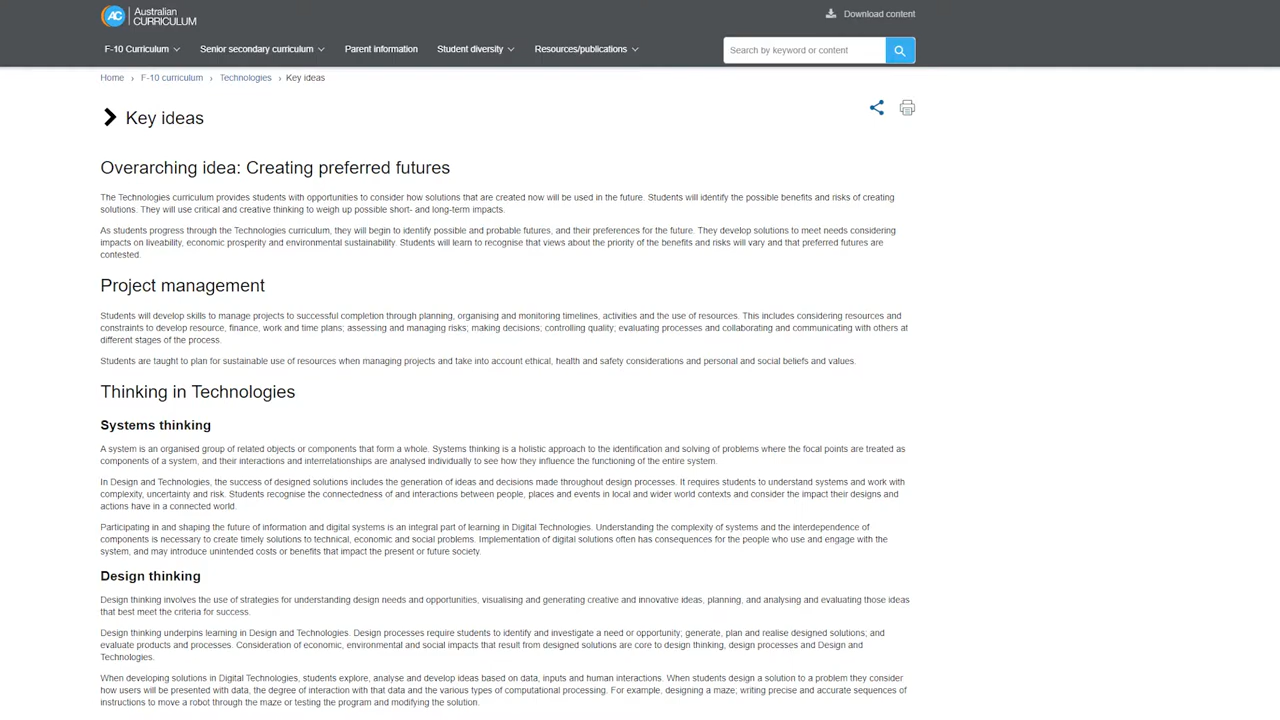 Australian
CURRICULUM
Download content
F-10 Curriculum Senior secondary curriculum Parent information Student diversity Resources/publications Search by keyword or content
Home › F-10 curriculum › Technologies › Key ideas
Key ideas
Overarching idea: Creating preferred futures
The Technologies curriculum provides students with opportunities to consider how solutions that are created now will be used in the future. Students will identify the possible benefits and risks of creating
solutions. They will use critical and creative thinking to weigh up possible short- and long-term impacts.
As students progress through the Technologies curriculum, they will begin to identify possible and probable futures, and their preferences for the future. They develop solutions to meet needs considering
impacts on liveability, economic prosperity and environmental sustainability. Students will learn to recognise that views about the priority of the benefits and risks will vary and that preferred futures are
contested.
Project management
Students will develop skills to manage projects to successful completion through planning, organising and monitoring timelines, activities and the use of resources. This includes considering resources and
constraints to develop resource, finance, work and time plans; assessing and managing risks; making decisions; controlling quality; evaluating processes and collaborating and communicating with others at
different stages of the process.
Students are taught to plan for sustainable use of resources when managing projects and take into account ethical, health and safety considerations and personal and social beliefs and values.
Thinking in Technologies
Systems thinking
A system is an organised group of related objects or components that form a whole. Systems thinking is a holistic approach to the identification and solving of problems where the focal points are treated as
components of a system, and their interactions and interrelationships are analysed individually to see how they influence the functioning of the entire system.
In Design and Technologies, the success of designed solutions includes the generation of ideas and decisions made throughout design processes. It requires students to understand systems and work with
complexity, uncertainty and risk. Students recognise the connectedness of and interactions between people, places and events in local and wider world contexts and consider the impact their designs and
actions have in a connected world.
Participating in and shaping the future of information and digital systems is an integral part of learning in Digital Technologies. Understanding the complexity of systems and the interdependence of
components is necessary to create timely solutions to technical, economic and social problems. Implementation of digital solutions often has consequences for the people who use and engage with the
system, and may introduce unintended costs or benefits that impact the present or future society.
Design thinking
Design thinking involves the use of strategies for understanding design needs and opportunities, visualising and generating creative and innovative ideas, planning, and analysing and evaluating those ideas
that best meet the criteria for success.
Design thinking underpins learning in Design and Technologies. Design processes require students to identify and investigate a need or opportunity; generate, plan and realise designed solutions; and
evaluate products and processes. Consideration of economic, environmental and social impacts that result from designed solutions are core to design thinking, design processes and Design and
Technologies.
When developing solutions in Digital Technologies, students explore, analyse and develop ideas based on data, inputs and human interactions. When students design a solution to a problem they consider
how users will be presented with data, the degree of interaction with that data and the various types of computational processing. For example, designing a maze; writing precise and accurate sequences of
instructions to move a robot through the maze or testing the program and modifying the solution.